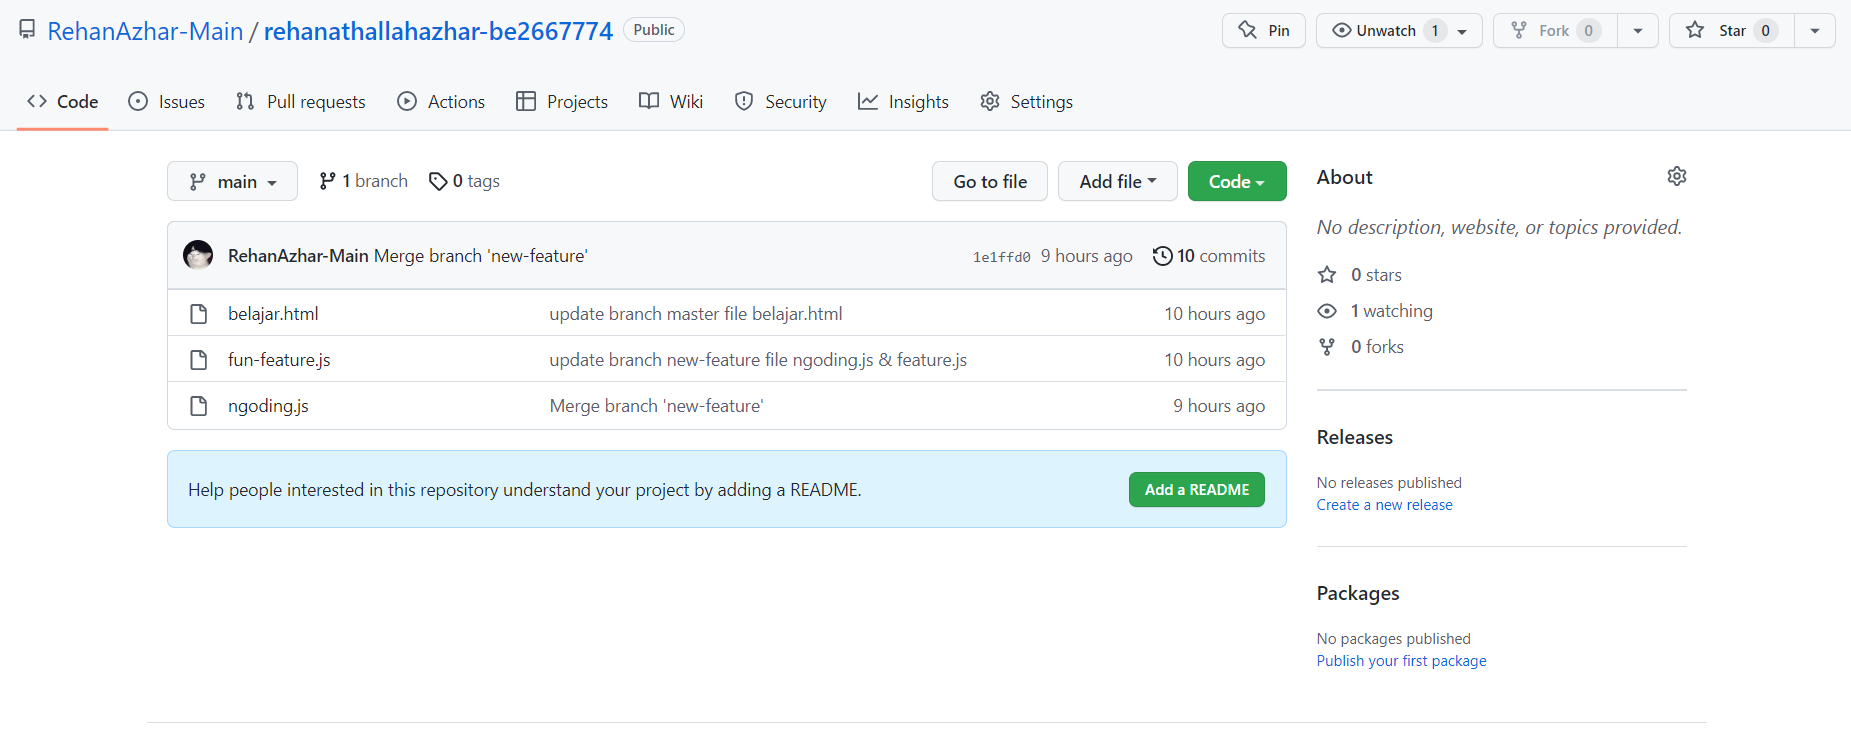 RehanAzhar-Main / rehanathallahazhar-be2667774 Public Pin Unwatch 1 Fork 0 Star 0
Code Issues Pull requests Actions Projects Wiki Security Insights Settings
main 1 branch 0 tags Go to file Add file Code
RehanAzhar-Main Merge branch 'new-feature' 1e1ffd0 9 hours ago 10 commits
belajar.html update branch master file belajar.html 10 hours ago
fun-feature.js update branch new-feature file ngoding.js & feature.js 10 hours ago
ngoding.js Merge branch 'new-feature' 9 hours ago
Help people interested in this repository understand your project by adding a README. Add a README
About
No description, website, or topics provided.
0 stars
1 watching
0 forks
Releases
No releases published
Create a new release
Packages
No packages published
Publish your first package